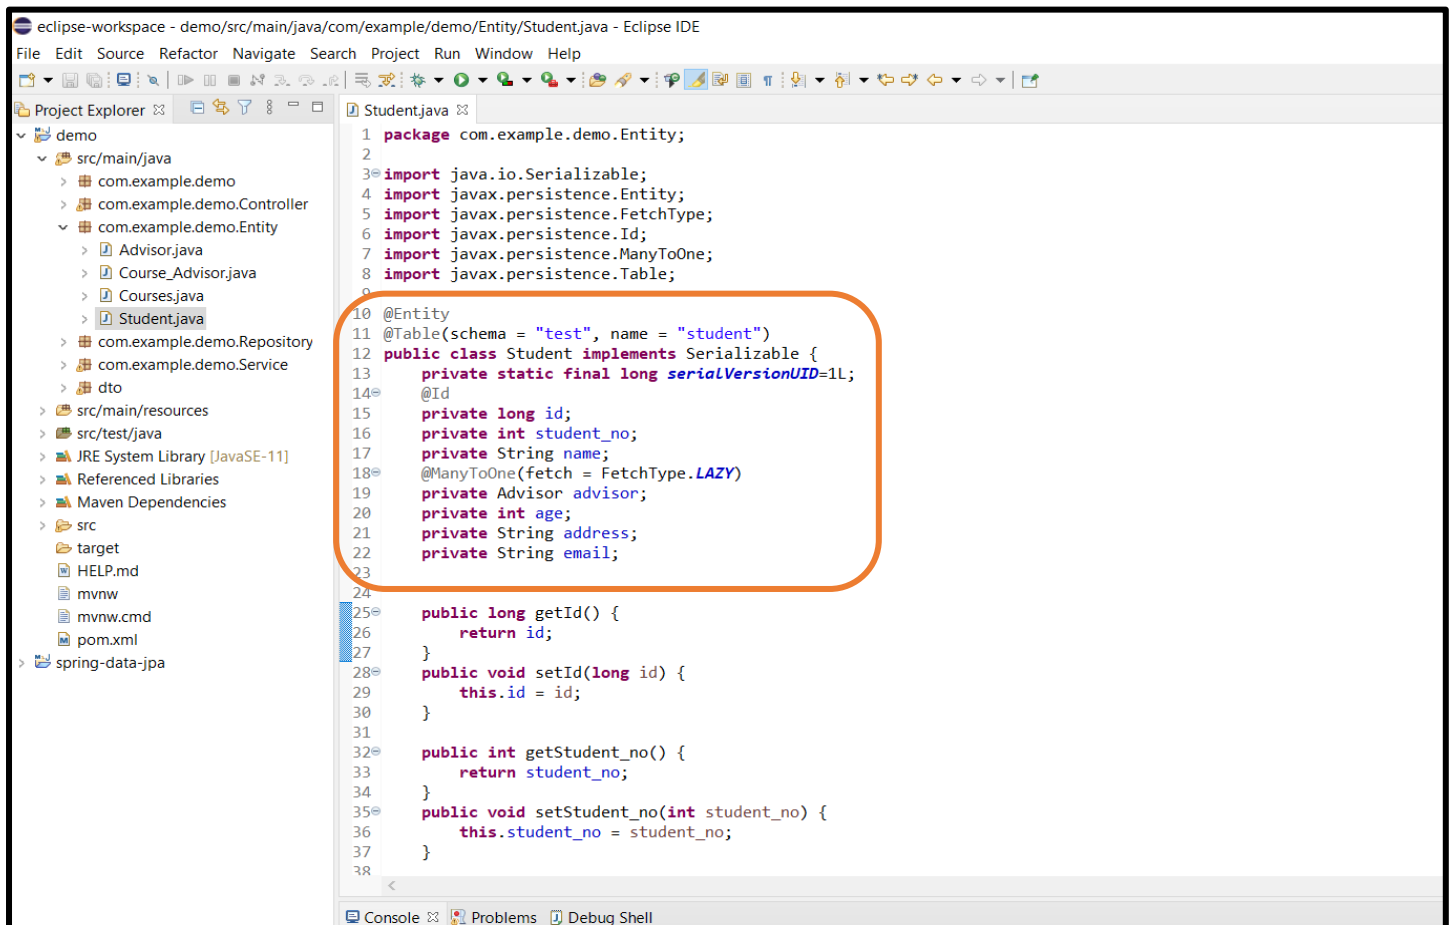 eclipse-workspace - demo/src/main/java/com/example/demo/Entity/Student.java - Eclipse IDE
File Edit Source Refactor Navigate Search Project Run Window Help
Project Explorer
demo
src/main/java
com.example.demo
com.example.demo.Controller
com.example.demo.Entity
Advisor.java
Course_Advisor.java
Courses.java
Student.java
com.example.demo.Repository
com.example.demo.Service
dto
src/main/resources
src/test/java
JRE System Library [JavaSE-11]
Referenced Libraries
Maven Dependencies
src
target
HELP.md
mvnw
mvnw.cmd
pom.xml
spring-data-jpa
Student.java
1 package com.example.demo.Entity;
2
3 import java.io.Serializable;
4 import javax.persistence.Entity;
5 import javax.persistence.FetchType;
6 import javax.persistence.Id;
7 import javax.persistence.ManyToOne;
8 import javax.persistence.Table;
9
10 @Entity
11 @Table(schema = "test", name = "student")
12 public class Student implements Serializable {
13 private static final long serialVersionUID=1L;
14 @Id
15 private long id;
16 private int student_no;
17 private String name;
18 @ManyToOne(fetch = FetchType.LAZY)
19 private Advisor advisor;
20 private int age;
21 private String address;
22 private String email;
23
24
25 public long getId() {
26 return id;
27 }
28 public void setId(long id) {
29 this.id = id;
30 }
31
32 public int getStudent_no() {
33 return student_no;
34 }
35 public void setStudent_no(int student_no) {
36 this.student_no = student_no;
37 }
38
Console Problems Debug Shell